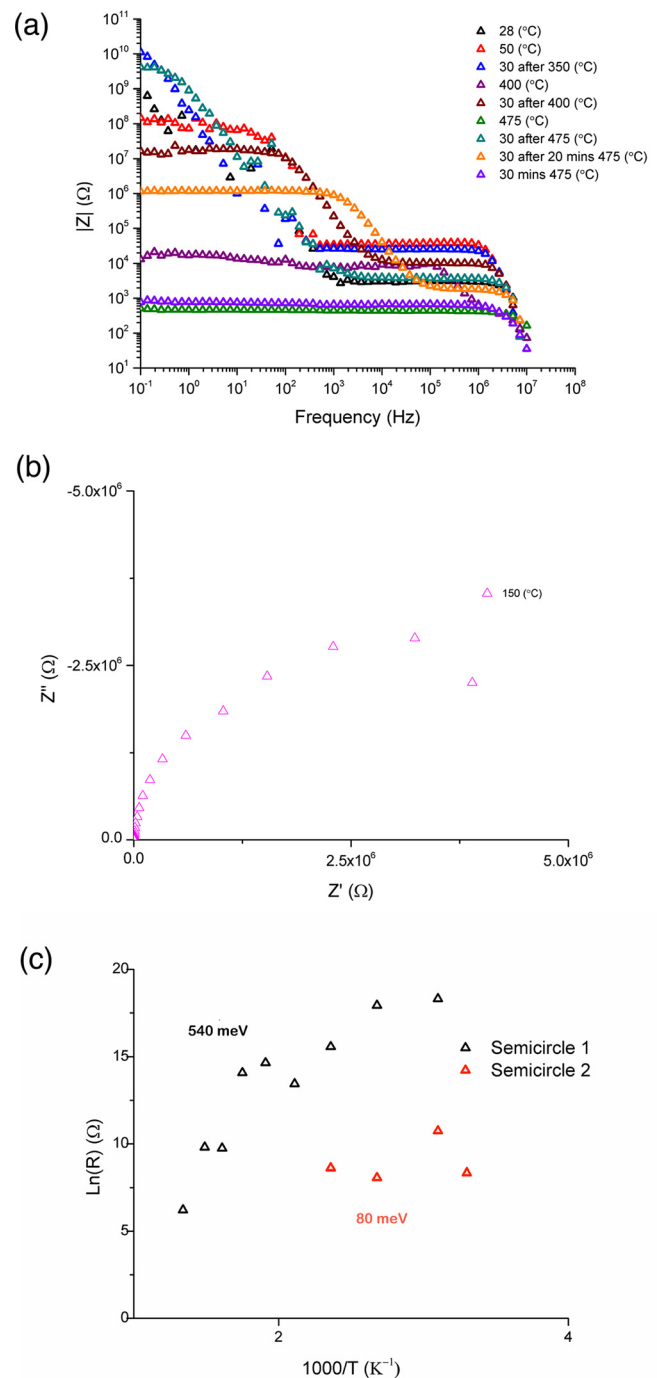 (a)
10¹¹
10¹⁰
10⁹
10⁸
10⁷
10⁶
10⁵
10⁴
10³
10²
10¹
|Z| (Ω)
28 (°C)
50 (°C)
30 after 350 (°C)
400 (°C)
30 after 400 (°C)
475 (°C)
30 after 475 (°C)
30 after 20 mins 475 (°C)
30 mins 475 (°C)
10⁻¹ 10⁰ 10¹ 10² 10³ 10⁴ 10⁵ 10⁶ 10⁷ 10⁸
Frequency (Hz)
(b)
-5.0x10⁶
-2.5x10⁶
0.0
Z'' (Ω)
150 (°C)
0.0 2.5x10⁶ 5.0x10⁶
Z' (Ω)
(c)
20
15
10
5
0
Ln(R) (Ω)
540 meV
Semicircle 1
Semicircle 2
80 meV
2 4
1000/T (K⁻¹)